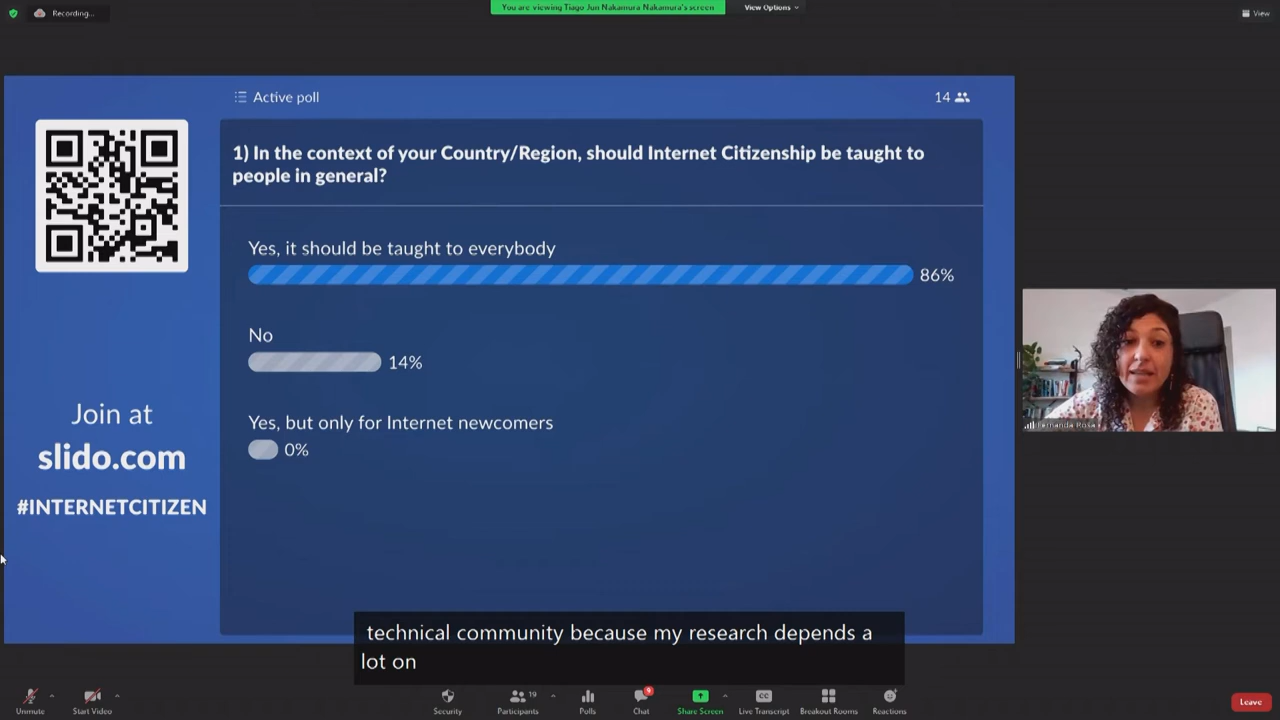 Recording...
You are viewing Tiago Jun Nakamura Nakamura's screen
View Options
View
Active poll
14
1) In the context of your Country/Region, should Internet Citizenship be taught to
people in general?
Yes, it should be taught to everybody
86%
No
14%
Yes, but only for Internet newcomers
0%
Join at
slido.com
#INTERNETCITIZEN
Fernanda Rosa
technical community because my research depends a
lot on
Unmute
Start Video
Security
19
Participants
Polls
6
Chat
Share Screen
CC
Live Transcript
Breakout Rooms
Reactions
Leave